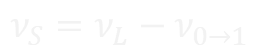 ν_S = ν_L − ν_{0→1}